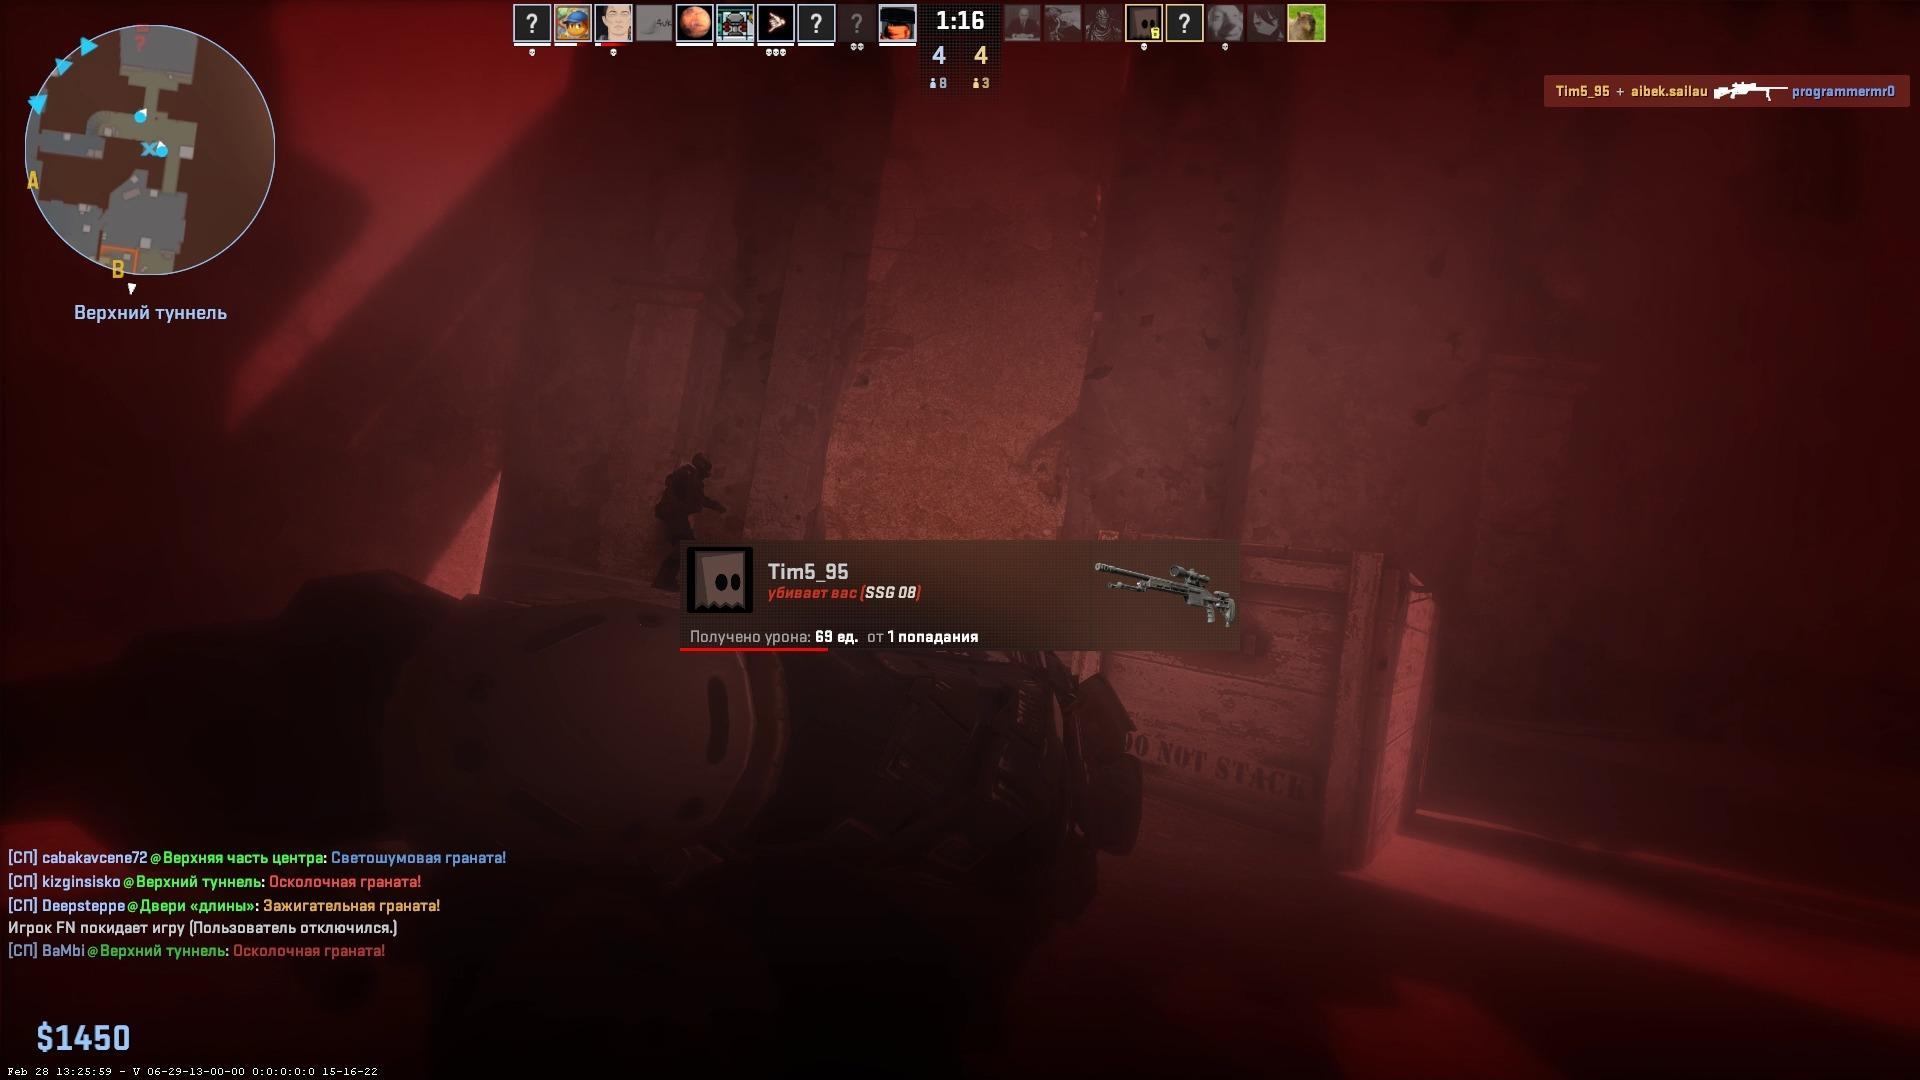 1:16
4 4
8 3
Tim5_95 + aibek.sailau programmermr0
A
B
Верхний туннель
Tim5_95
убивает вас (SSG 08)
Получено урона: 69 ед. от 1 попадания
DO NOT STACK
[СП] cabakavcene72@Верхняя часть центра: Светошумовая граната!
[СП] kizginsisko@Верхний туннель: Осколочная граната!
[СП] Deepsteppe@Двери «длины»: Зажигательная граната!
Игрок FN покидает игру (Пользователь отключился.)
[СП] BaMbi@Верхний туннель: Осколочная граната!
$1450
Feb 28 13:25:59 - V 06-29-13-00-00 0:0:0:0:0 15-16-22